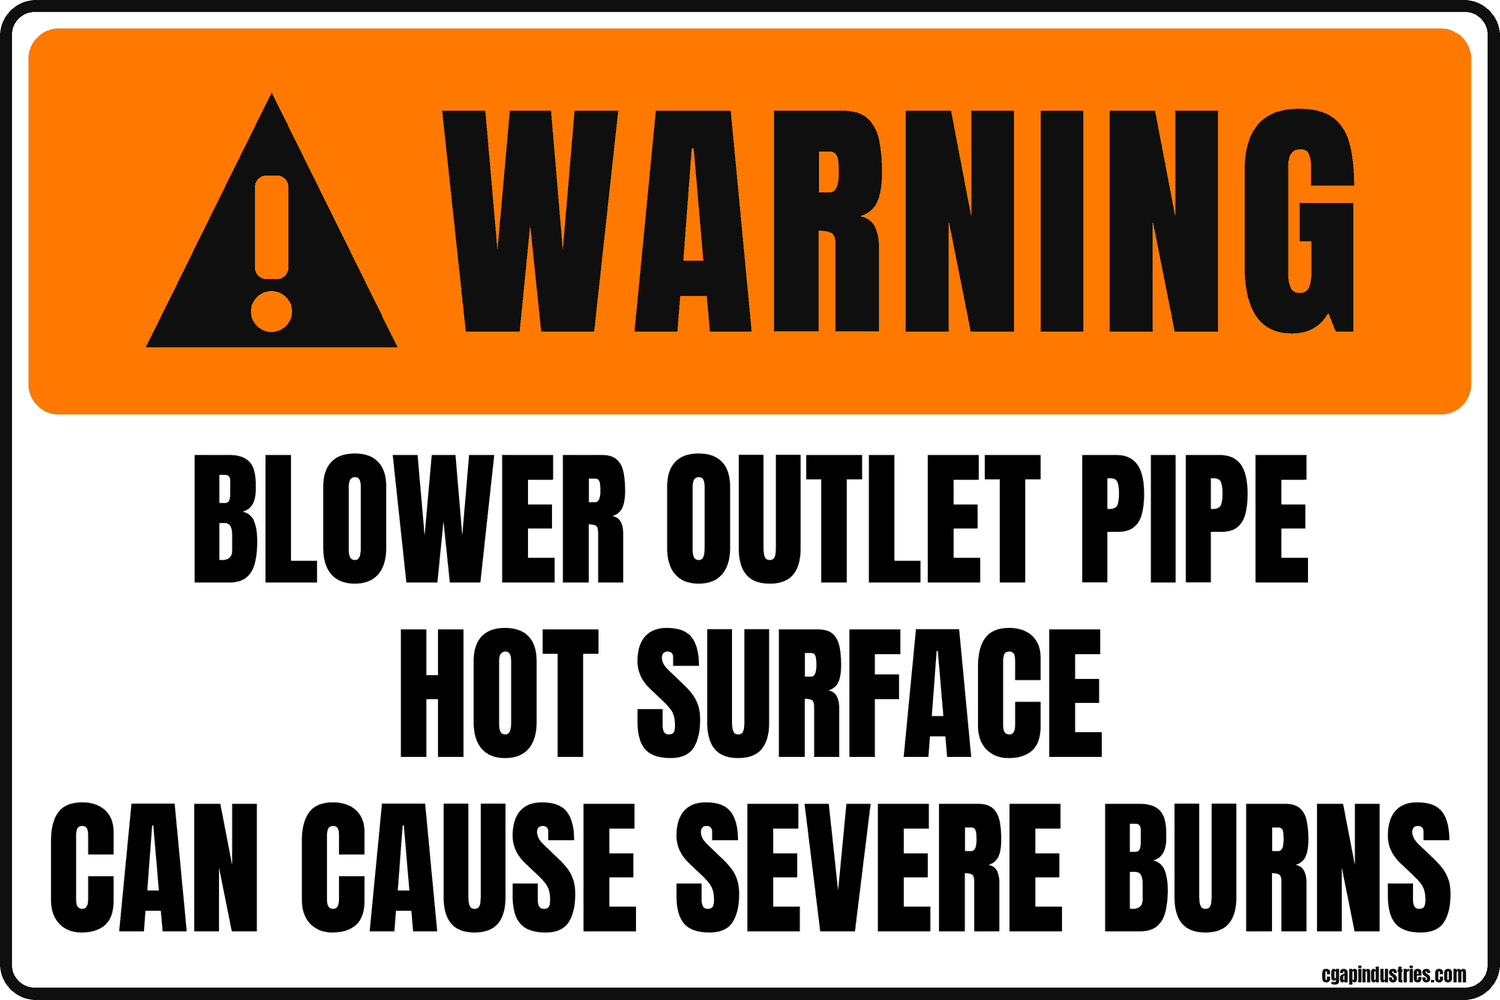 WARNING
BLOWER OUTLET PIPE
HOT SURFACE
CAN CAUSE SEVERE BURNS
cgapindustries.com